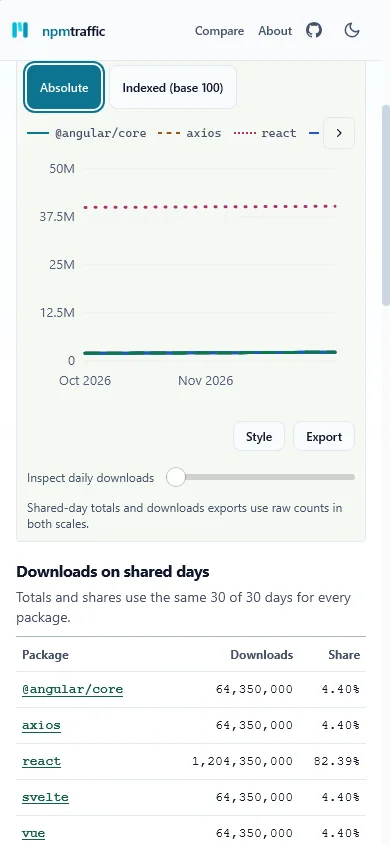 npmtraffic Compare About
Absolute Indexed (base 100)
@angular/core axios react
50M
37.5M
25M
12.5M
0
Oct 2026 Nov 2026
Style Export
Inspect daily downloads
Shared-day totals and downloads exports use raw counts in
both scales.
Downloads on shared days
Totals and shares use the same 30 of 30 days for every
package.
Package Downloads Share
@angular/core 64,350,000 4.40%
axios 64,350,000 4.40%
react 1,204,350,000 82.39%
svelte 64,350,000 4.40%
vue 64,350,000 4.40%